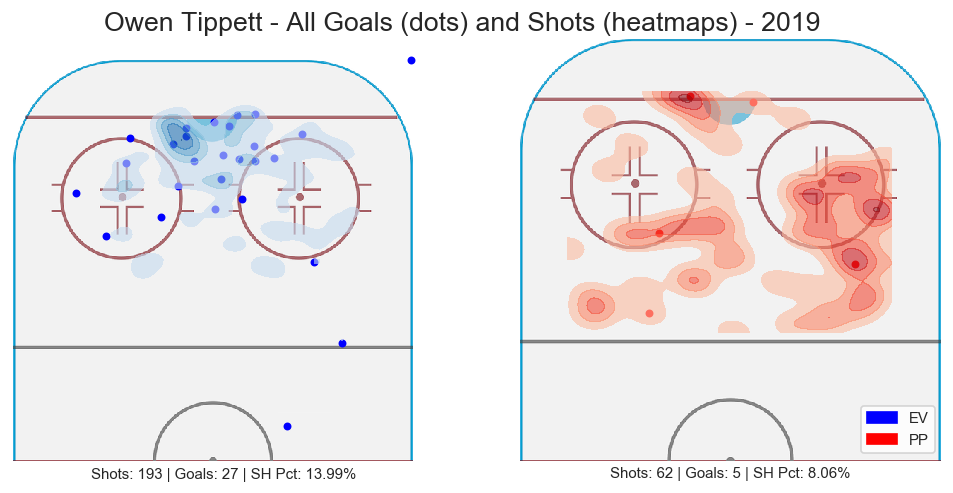 Owen Tippett - All Goals (dots) and Shots (heatmaps) - 2019
EV
PP
Shots: 193 | Goals: 27 | SH Pct: 13.99%
Shots: 62 | Goals: 5 | SH Pct: 8.06%